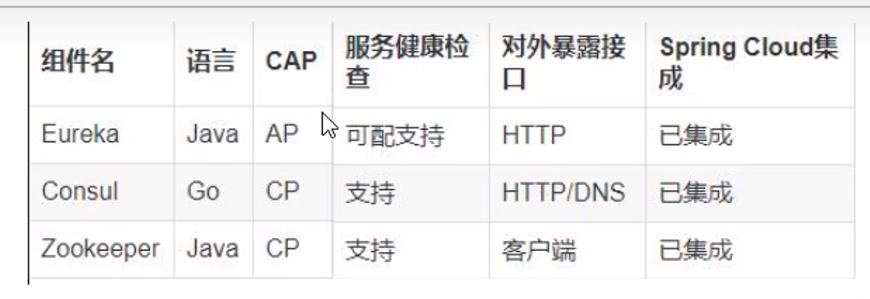 组件名 语言 CAP 服务健康检查 对外暴露接口 Spring Cloud集成
Eureka Java AP 可配支持 HTTP 已集成
Consul Go CP 支持 HTTP/DNS 已集成
Zookeeper Java CP 支持 客户端 已集成